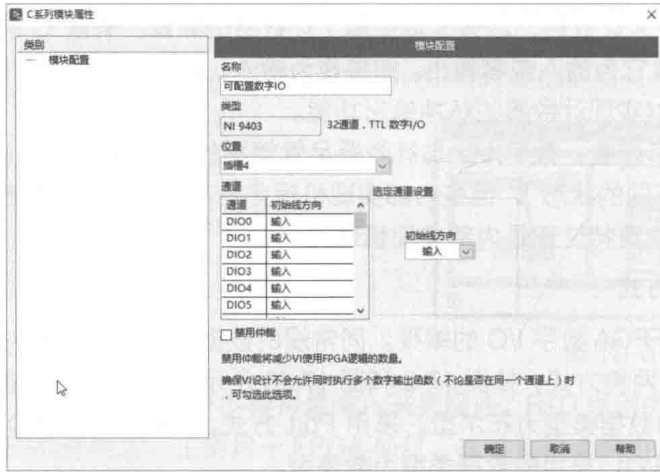 C系列模块属性
类别
模块配置
模块配置
名称
可配置数字IO
类型
NI 9403 32通道，TTL 数字I/O
位置
插槽4
通道
选定通道设置
通道 初始线方向
DIO0 输入
DIO1 输入
DIO2 输入
DIO3 输入
DIO4 输入
DIO5 输入
初始线方向
输入
禁用仲裁
禁用仲裁将减少VI使用FPGA逻辑的数量。
确保VI设计不会允许同时执行多个数字输出函数（不论是否在同一个通道上）时
，可勾选此选项。
确定 取消 帮助